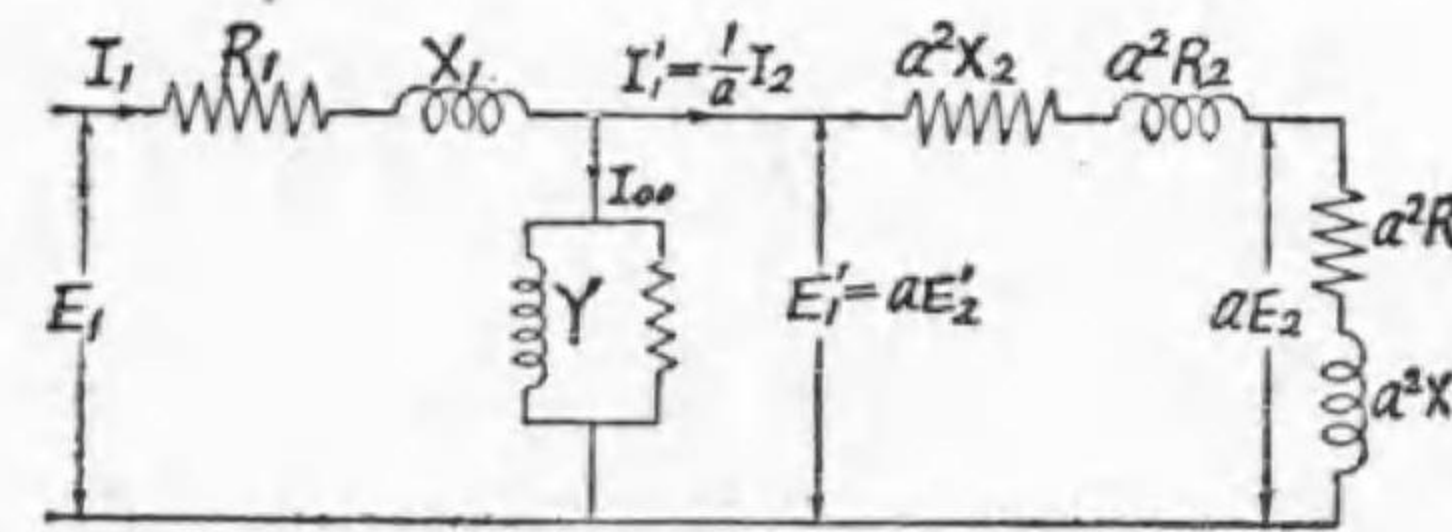 I₁ R₁ X₁ I₁'=1/a I₂ a²X₂ a²R₂
I₀₀
a²R
E₁ Y E₁'=aE₂' aE₂
a²X